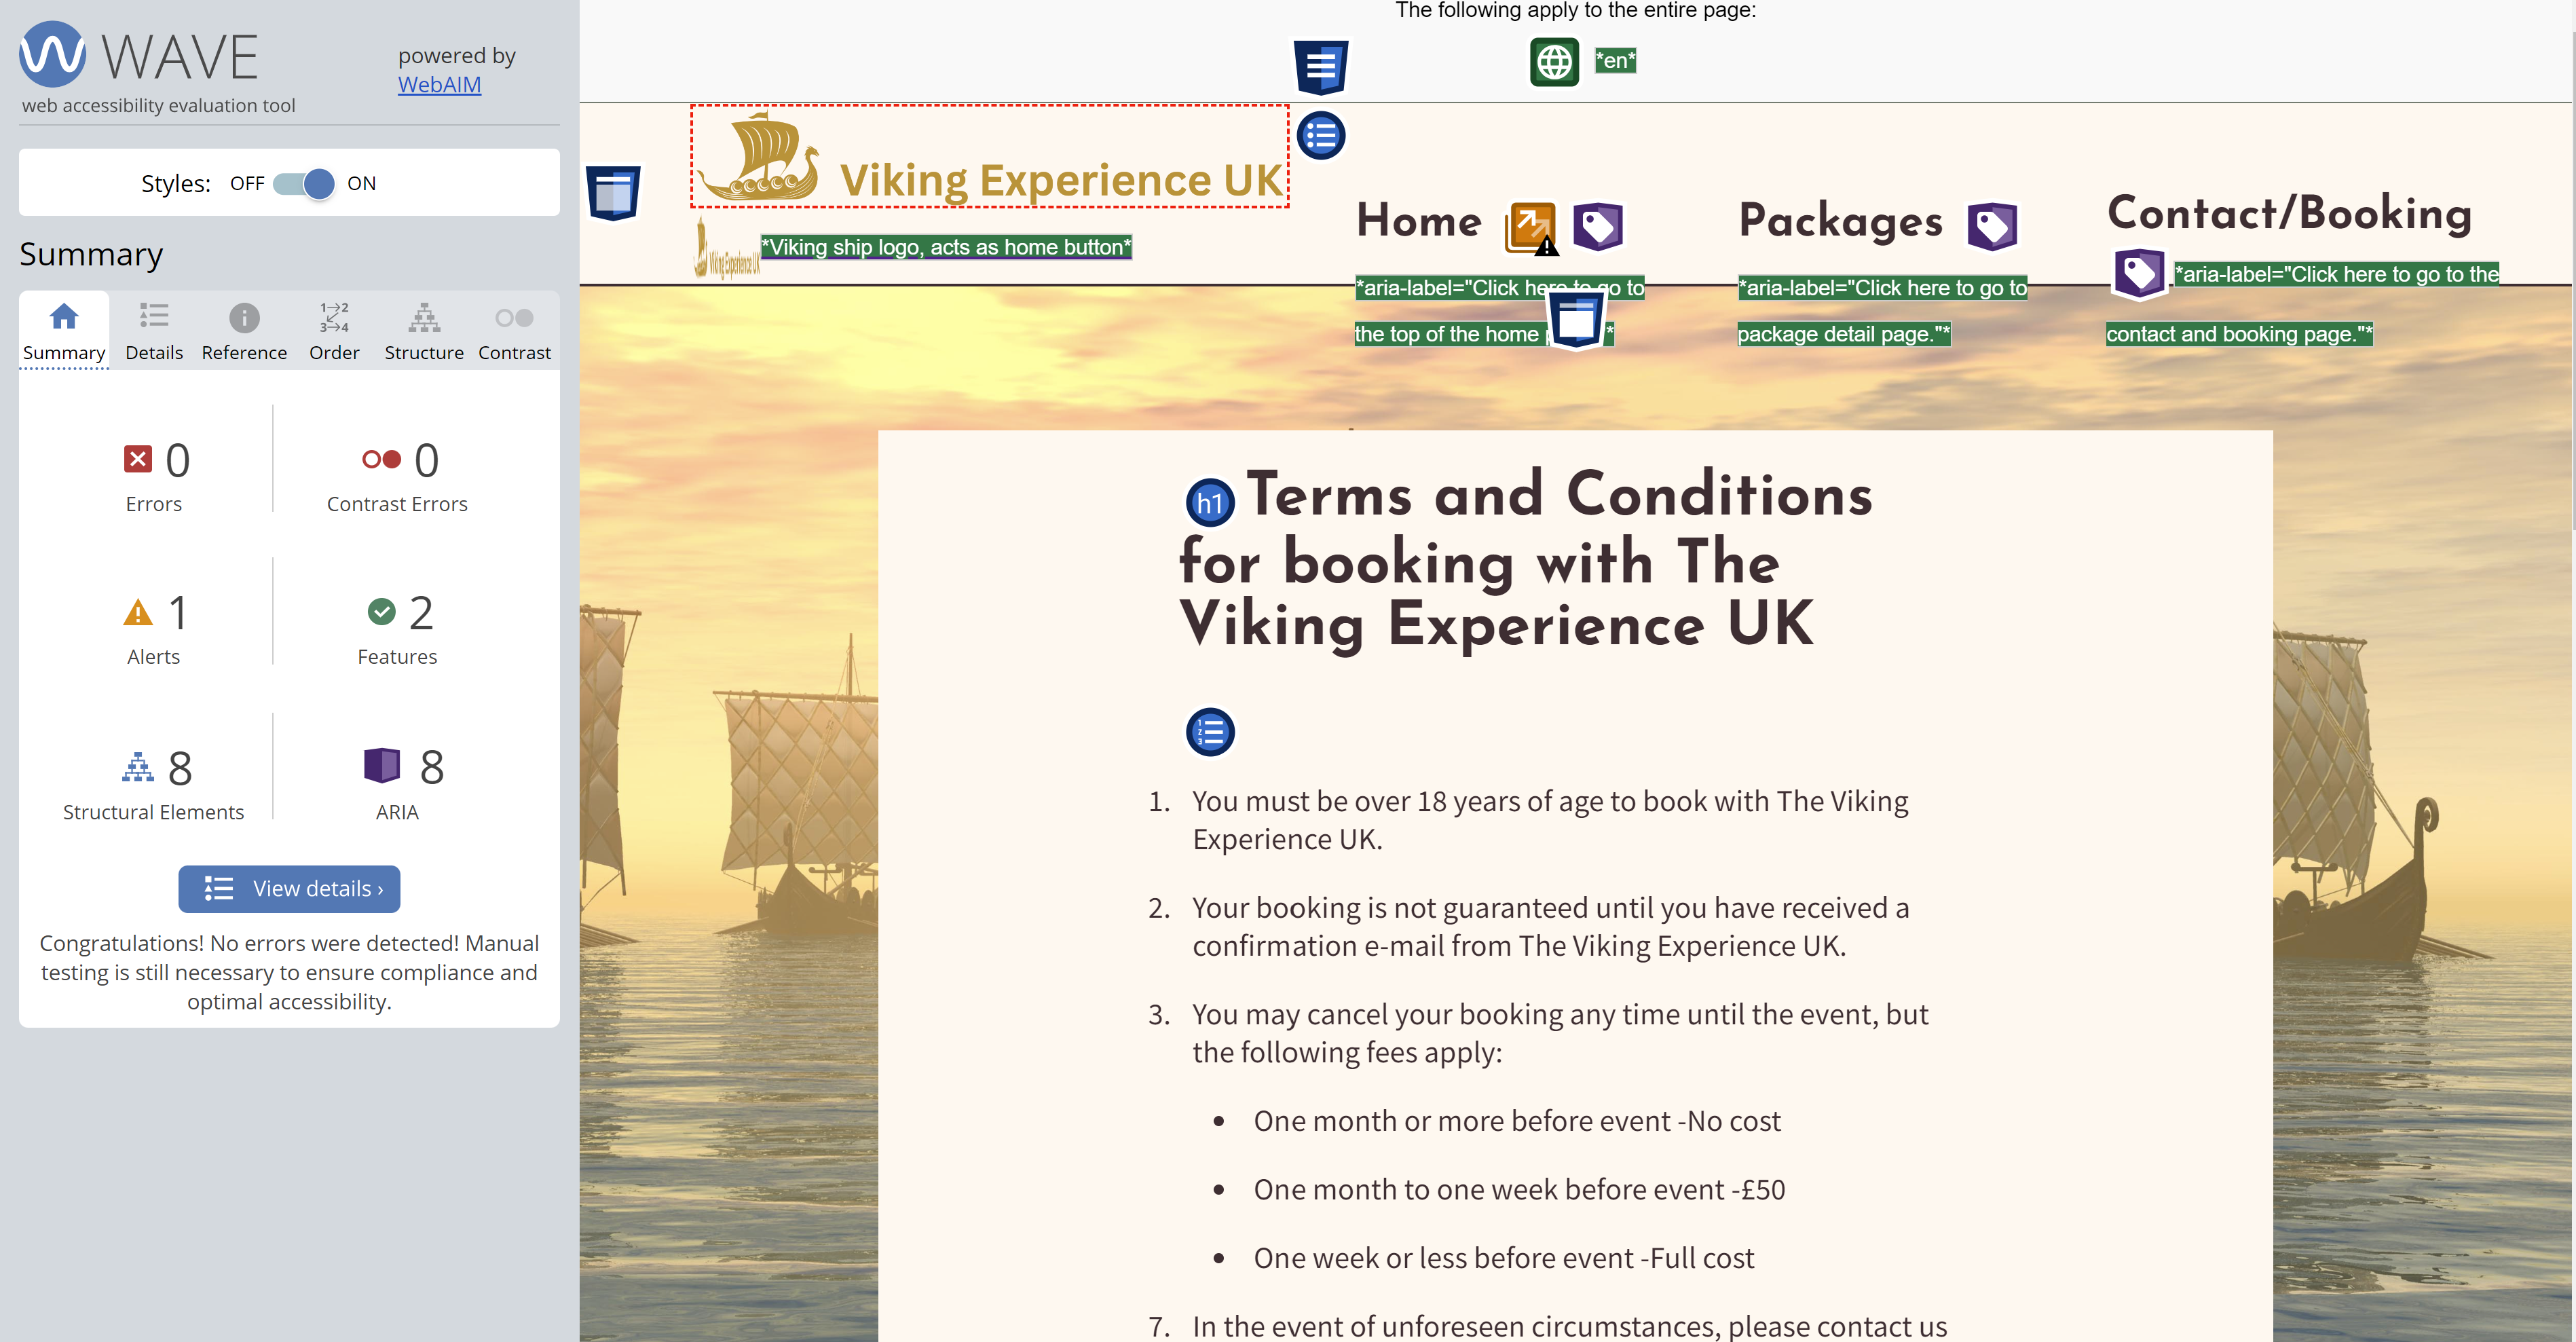 WAVE
powered by
WebAIM
web accessibility evaluation tool
Styles: OFF ON
Summary
Summary Details Reference Order Structure Contrast
0 Errors
0 Contrast Errors
1 Alerts
2 Features
8 Structural Elements
8 ARIA
View details ›
Congratulations! No errors were detected! Manual
testing is still necessary to ensure compliance and
optimal accessibility.
The following apply to the entire page:
*en*
Viking Experience UK
Viking Experience UK *Viking ship logo, acts as home button*
Home
*aria-label="Click here to go to
the top of the home
Packages
*aria-label="Click here to go to
package detail page."*
Contact/Booking
*aria-label="Click here to go to the
contact and booking page."*
h1 Terms and Conditions
for booking with The
Viking Experience UK
1. You must be over 18 years of age to book with The Viking
Experience UK.
2. Your booking is not guaranteed until you have received a
confirmation e-mail from The Viking Experience UK.
3. You may cancel your booking any time until the event, but
the following fees apply:
• One month or more before event -No cost
• One month to one week before event -£50
• One week or less before event -Full cost
7. In the event of unforeseen circumstances, please contact us